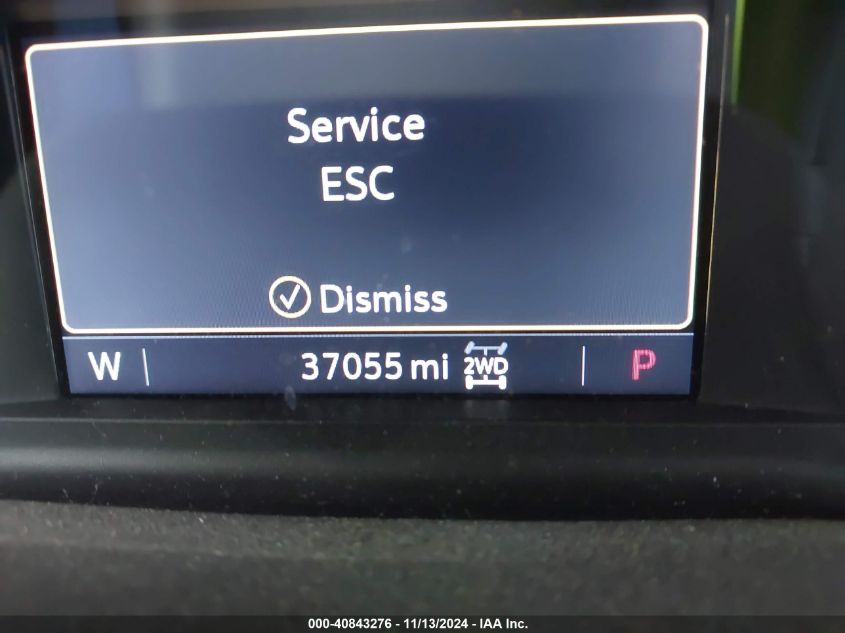 Service
ESC
Dismiss
W 37055 mi 2WD P
000-40843276 - 11/13/2024 - IAA Inc.